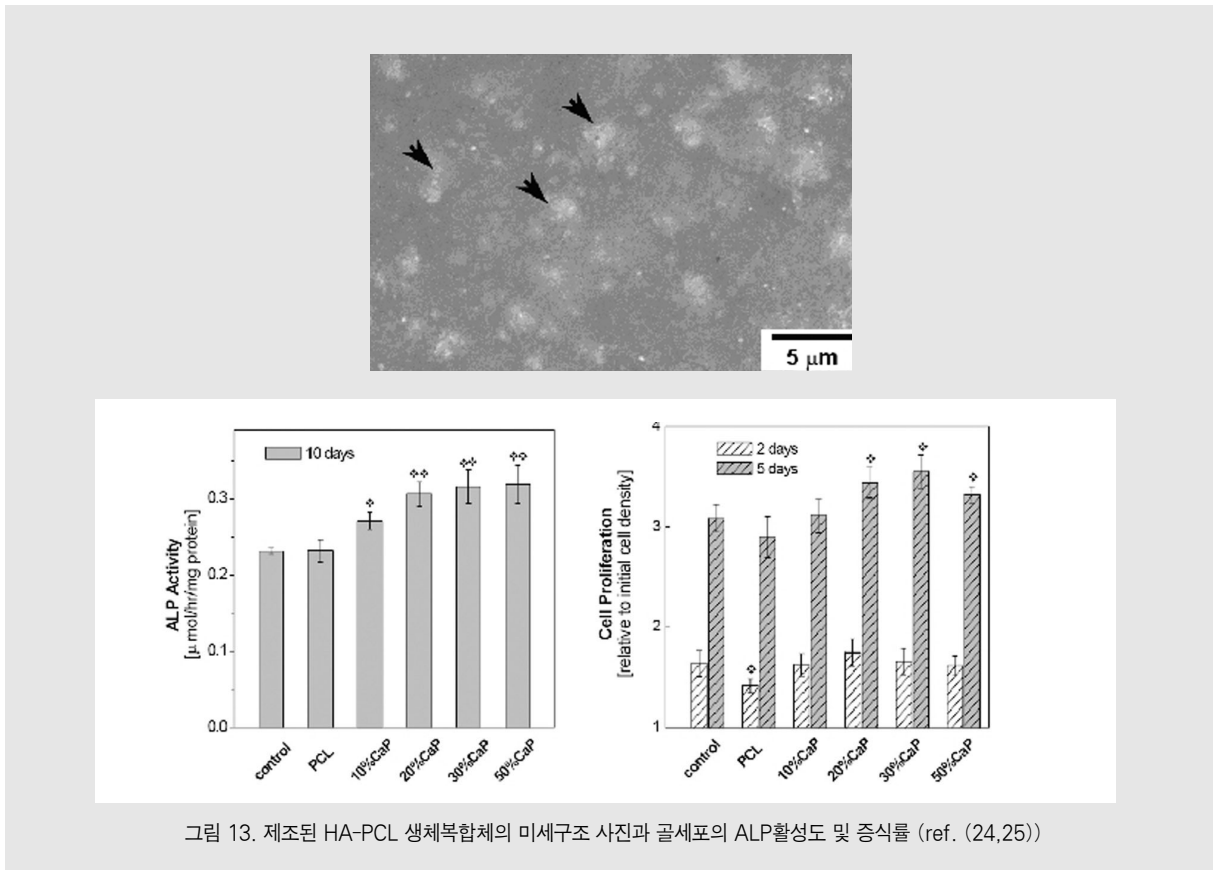 5 μm
10 days
ALP Activity
[μ mol/hr/mg protein]
0.3
0.2
0.1
0.0
control
PCL
10%CaP
20%CaP
30%CaP
50%CaP
2 days
5 days
Cell Proliferation
[relative to initial cell density]
4
3
2
1
control
PCL
10%CaP
20%CaP
30%CaP
50%CaP
그림 13. 제조된 HA-PCL 생체복합체의 미세구조 사진과 골세포의 ALP활성도 및 증식률 (ref. (24,25))